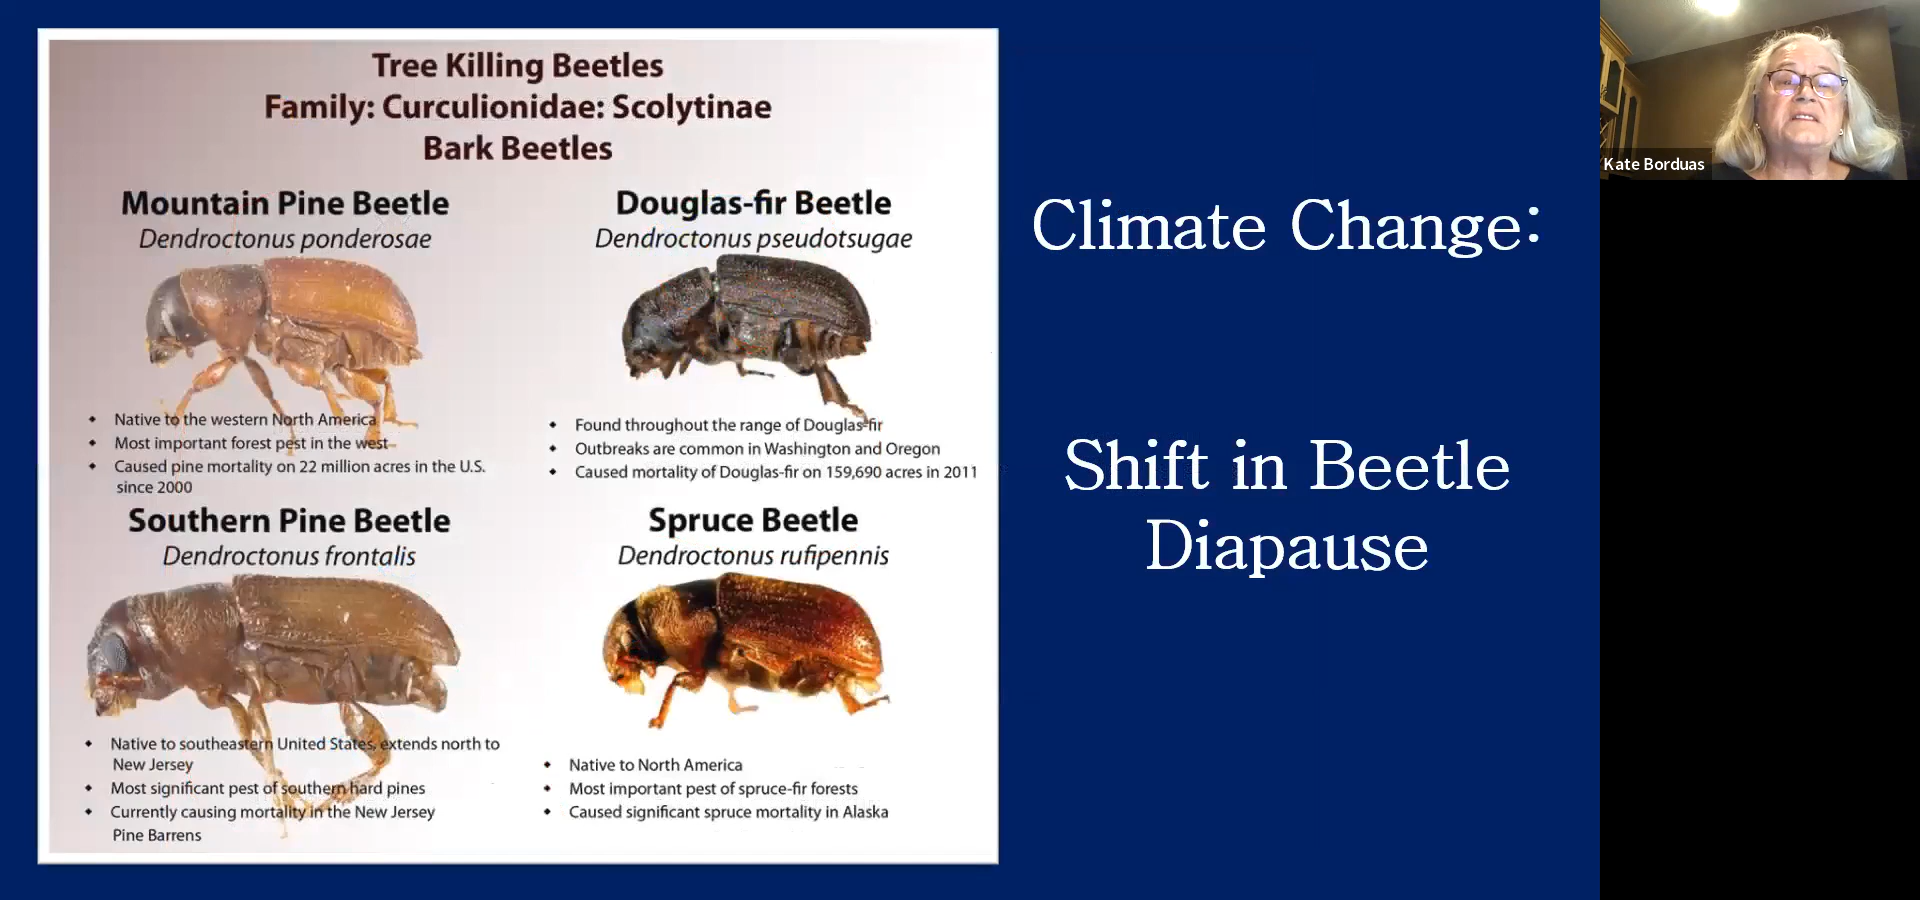 Tree Killing Beetles
Family: Curculionidae: Scolytinae
Bark Beetles
Mountain Pine Beetle
Dendroctonus ponderosae
◆ Native to the western North America
◆ Most important forest pest in the west
◆ Caused pine mortality on 22 million acres in the U.S.
since 2000
Douglas-fir Beetle
Dendroctonus pseudotsugae
◆ Found throughout the range of Douglas-fir
◆ Outbreaks are common in Washington and Oregon
◆ Caused mortality of Douglas-fir on 159,690 acres in 2011
Southern Pine Beetle
Dendroctonus frontalis
◆ Native to southeastern United States, extends north to
New Jersey
◆ Most significant pest of southern hard pines
◆ Currently causing mortality in the New Jersey
Pine Barrens
Spruce Beetle
Dendroctonus rufipennis
◆ Native to North America
◆ Most important pest of spruce-fir forests
◆ Caused significant spruce mortality in Alaska
Climate Change:
Shift in Beetle
Diapause
Kate Borduas